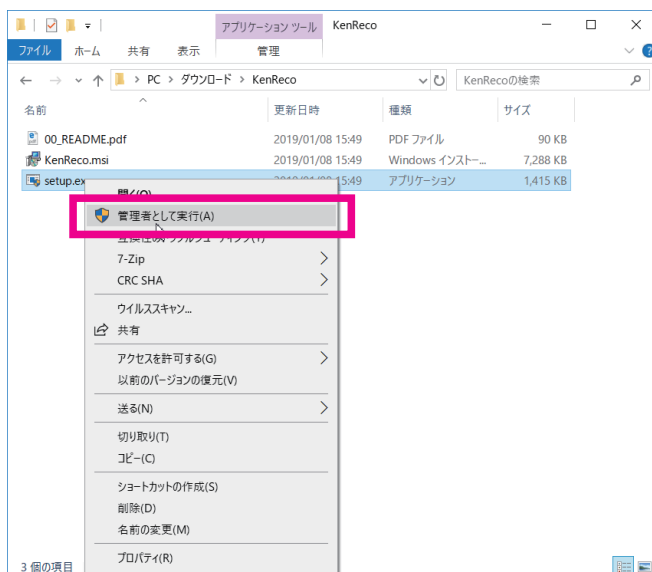 アプリケーション ツール KenReco
ファイル ホーム 共有 表示 管理
PC > ダウンロード > KenReco KenRecoの検索
名前 更新日時 種類 サイズ
00_README.pdf 2019/01/08 15:49 PDF ファイル 90 KB
KenReco.msi 2019/01/08 15:49 Windows インストー... 7,288 KB
setup.ex 15:49 アプリケーション 1,415 KB
管理者として実行(A)
7-Zip
CRC SHA
ウイルススキャン...
共有
アクセスを許可する(G)
以前のバージョンの復元(V)
送る(N)
切り取り(T)
コピー(C)
ショートカットの作成(S)
削除(D)
名前の変更(M)
プロパティ(R)
3 個の項目